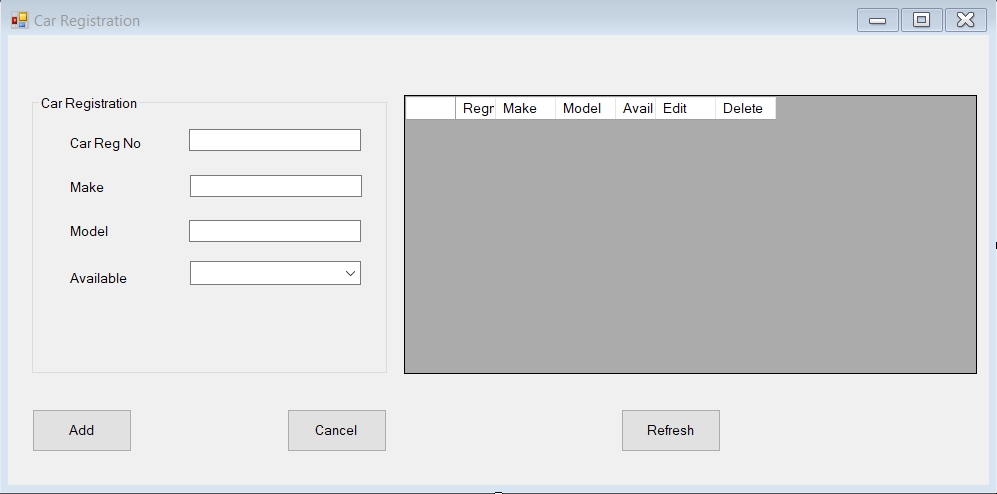 Car Registration
Car Registration
Car Reg No
Make
Model
Available
Regr Make Model Avail Edit Delete
Add Cancel Refresh